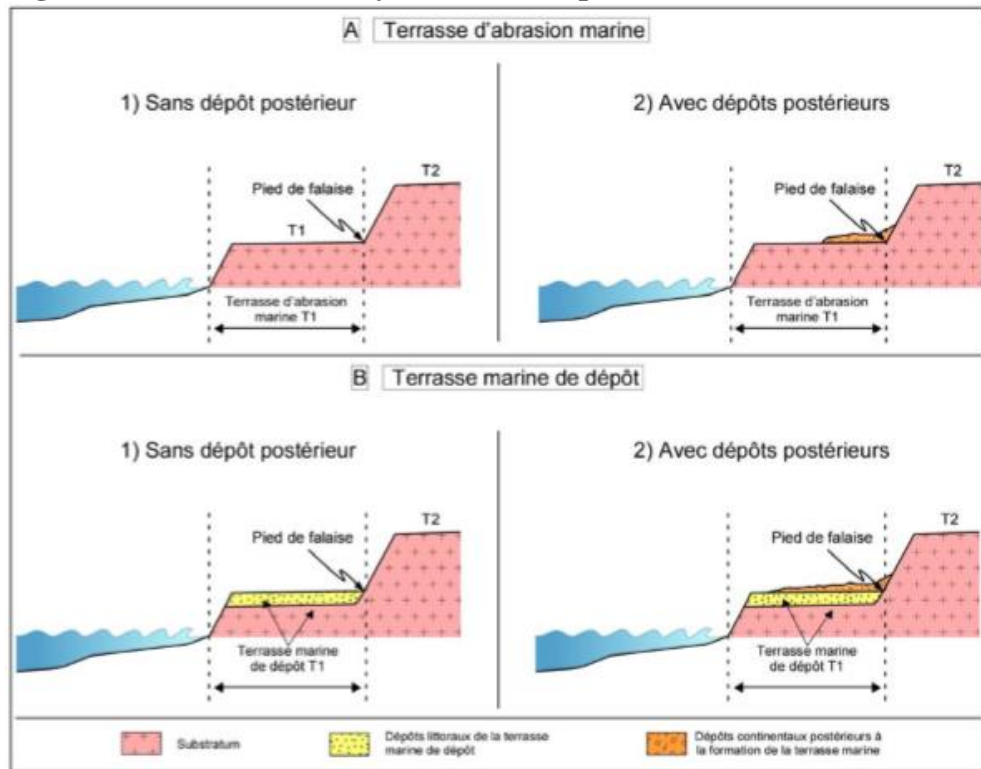 A Terrasse d'abrasion marine
1) Sans dépôt postérieur
T2
Pied de falaise
T1
Terrasse d'abrasion
marine T1
2) Avec dépôts postérieurs
T2
Pied de falaise
Terrasse d'abrasion
marine T1
B Terrasse marine de dépôt
1) Sans dépôt postérieur
T2
Pied de falaise
Terrasse marine
de dépôt T1
2) Avec dépôts postérieurs
T2
Pied de falaise
Terrasse marine
de dépôt T1
Substratum
Dépôts littoraux de la terrasse
marine de dépôt
Dépôts continentaux postérieurs à
la formation de la terrasse marine